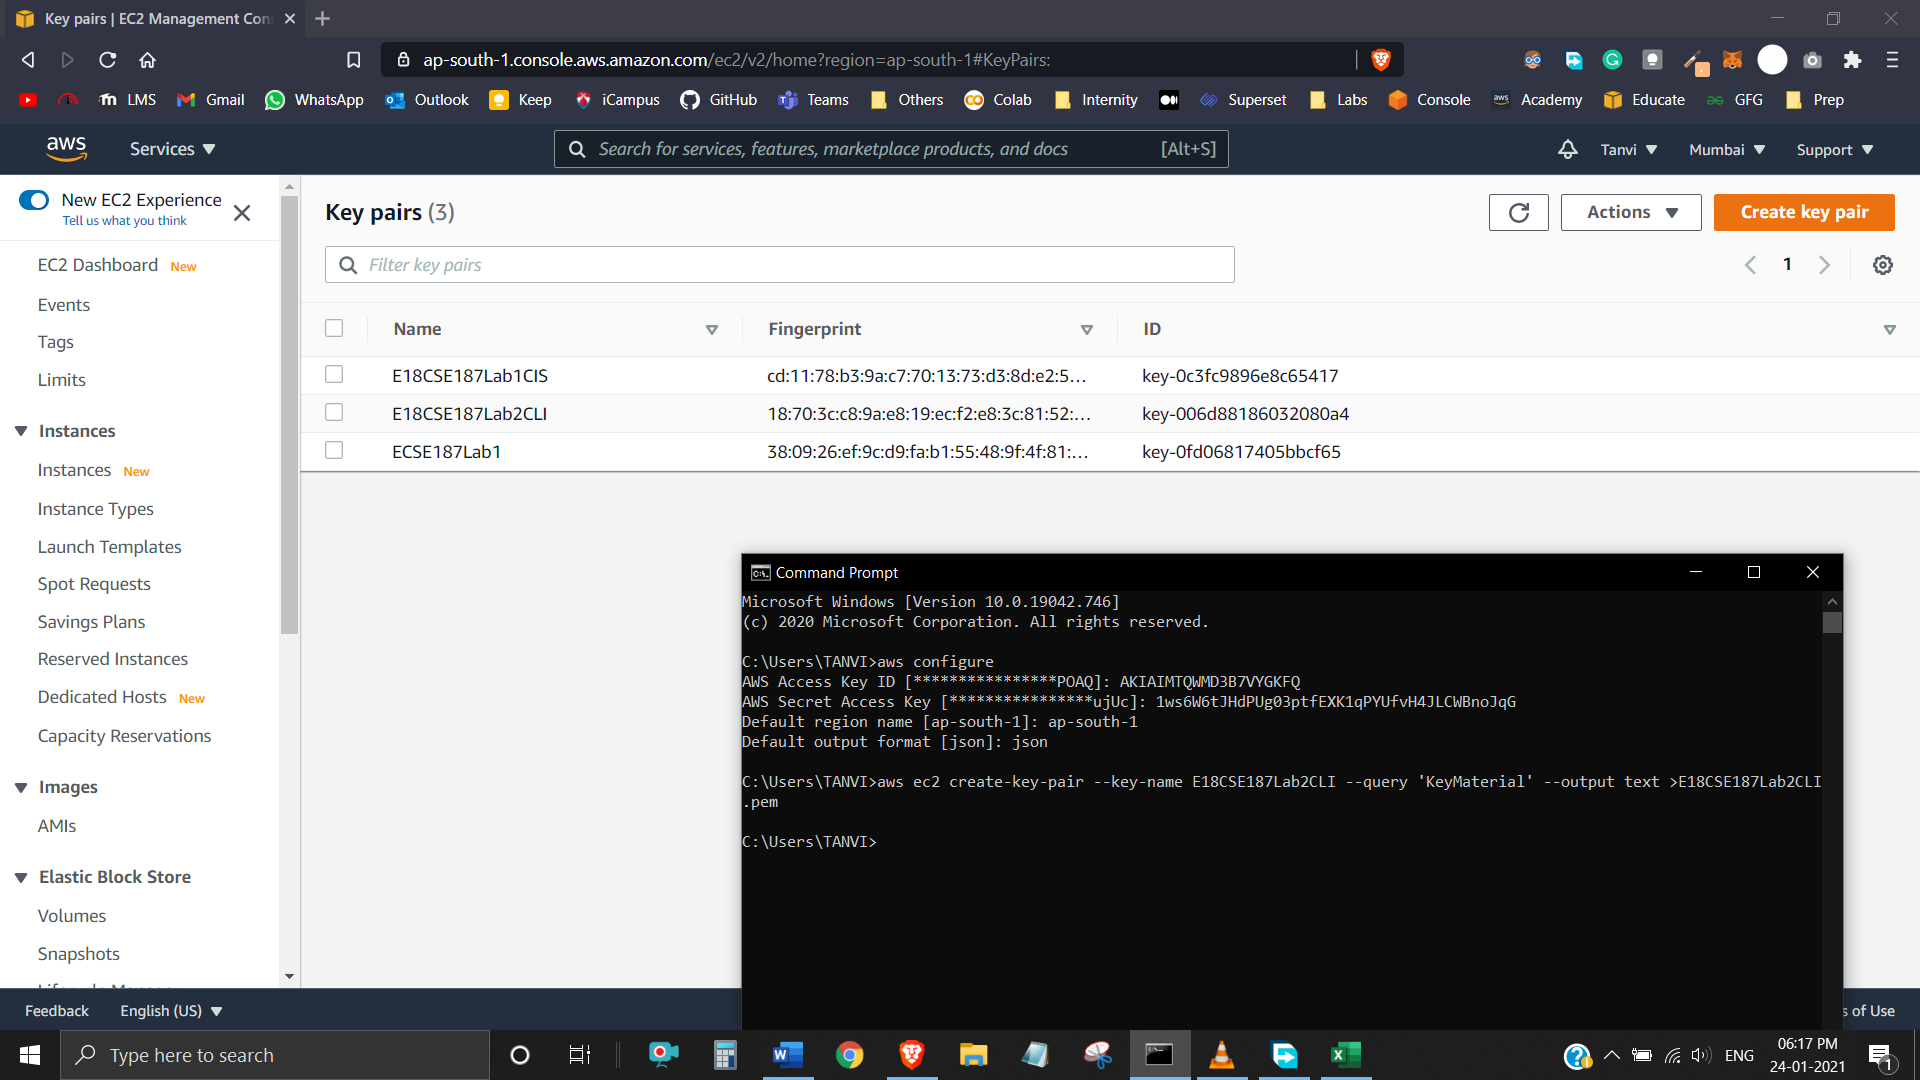 Key pairs | EC2 Management Cons
ap-south-1.console.aws.amazon.com/ec2/v2/home?region=ap-south-1#KeyPairs:
LMS Gmail WhatsApp Outlook Keep iCampus GitHub Teams Others Colab Internity Superset Labs Console Academy Educate GFG Prep
aws Services Search for services, features, marketplace products, and docs [Alt+S] Tanvi Mumbai Support
New EC2 Experience
Tell us what you think
EC2 Dashboard New
Events
Tags
Limits
Instances
Instances New
Instance Types
Launch Templates
Spot Requests
Savings Plans
Reserved Instances
Dedicated Hosts New
Capacity Reservations
Images
AMIs
Elastic Block Store
Volumes
Snapshots
Key pairs (3)
Actions
Create key pair
Filter key pairs
1
Name Fingerprint ID
E18CSE187Lab1CIS cd:11:78:b3:9a:c7:70:13:73:d3:8d:e2:5... key-0c3fc9896e8c65417
E18CSE187Lab2CLI 18:70:3c:c8:9a:e8:19:ec:f2:e8:3c:81:52:... key-006d88186032080a4
ECSE187Lab1 38:09:26:ef:9c:d9:fa:b1:55:48:9f:4f:81:... key-0fd06817405bbcf65
Command Prompt
Microsoft Windows [Version 10.0.19042.746]
(c) 2020 Microsoft Corporation. All rights reserved.
C:\Users\TANVI>aws configure
AWS Access Key ID [****************POAQ]: AKIAIMTQWMD3B7VYGKFQ
AWS Secret Access Key [****************ujUc]: 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
Default region name [ap-south-1]: ap-south-1
Default output format [json]: json
C:\Users\TANVI>aws ec2 create-key-pair --key-name E18CSE187Lab2CLI --query 'KeyMaterial' --output text >E18CSE187Lab2CLI
.pem
C:\Users\TANVI>
Feedback English (US) s of Use
Type here to search
ENG
06:17 PM
24-01-2021
1